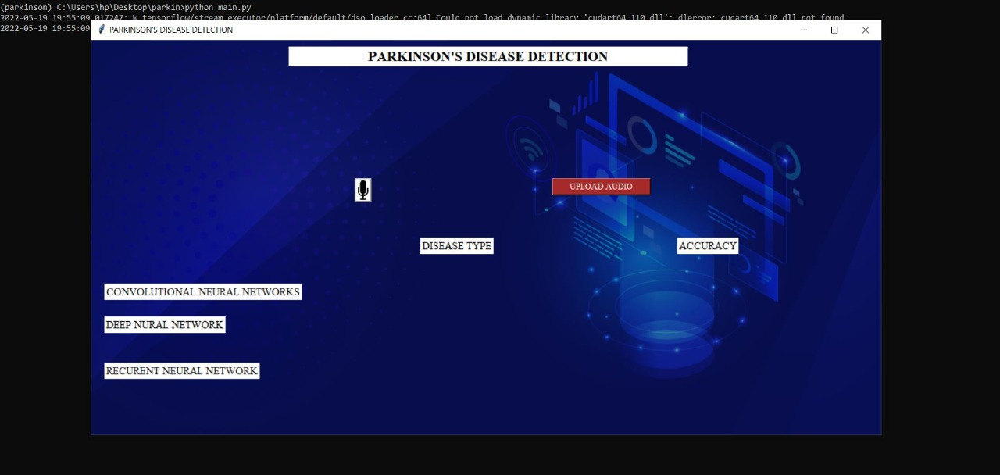 (parkinson) C:\Users\hp\Desktop\parkin>python main.py
2022-05-19 19:55:09.017247: W tensorflow/stream_executor/platform/default/dso_loader.cc:64] Could not load dynamic library 'cudart64_110.dll'; dlerror: cudart64_110.dll not found
2022-05-19 19:55:09
PARKINSON'S DISEASE DETECTION
PARKINSON'S DISEASE DETECTION
UPLOAD AUDIO
DISEASE TYPE ACCURACY
CONVOLUTIONAL NEURAL NETWORKS
DEEP NURAL NETWORK
RECURENT NEURAL NETWORK